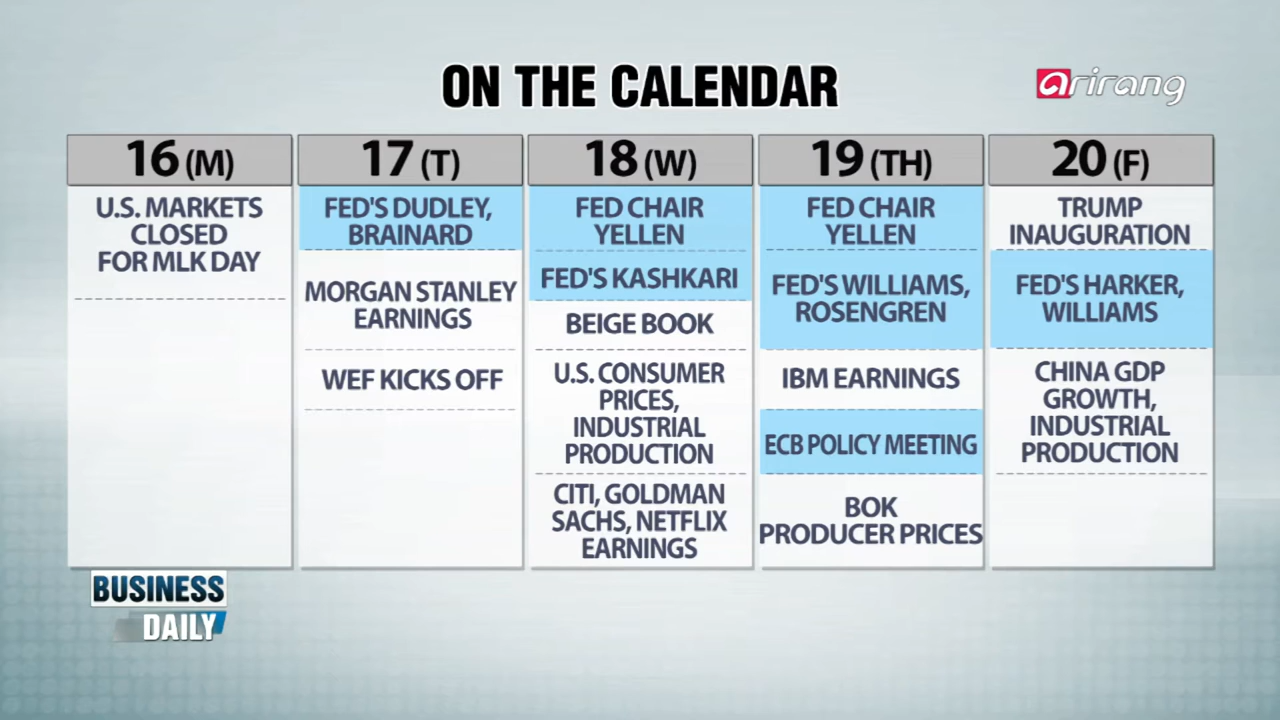 ON THE CALENDAR
arirang
16 (M)
U.S. MARKETS
CLOSED
FOR MLK DAY
17 (T)
FED'S DUDLEY,
BRAINARD
MORGAN STANLEY
EARNINGS
WEF KICKS OFF
18 (W)
FED CHAIR
YELLEN
FED'S KASHKARI
BEIGE BOOK
U.S. CONSUMER
PRICES,
INDUSTRIAL
PRODUCTION
CITI, GOLDMAN
SACHS, NETFLIX
EARNINGS
19 (TH)
FED CHAIR
YELLEN
FED'S WILLIAMS,
ROSENGREN
IBM EARNINGS
ECB POLICY MEETING
BOK
PRODUCER PRICES
20 (F)
TRUMP
INAUGURATION
FED'S HARKER,
WILLIAMS
CHINA GDP
GROWTH,
INDUSTRIAL
PRODUCTION
BUSINESS
DAILY